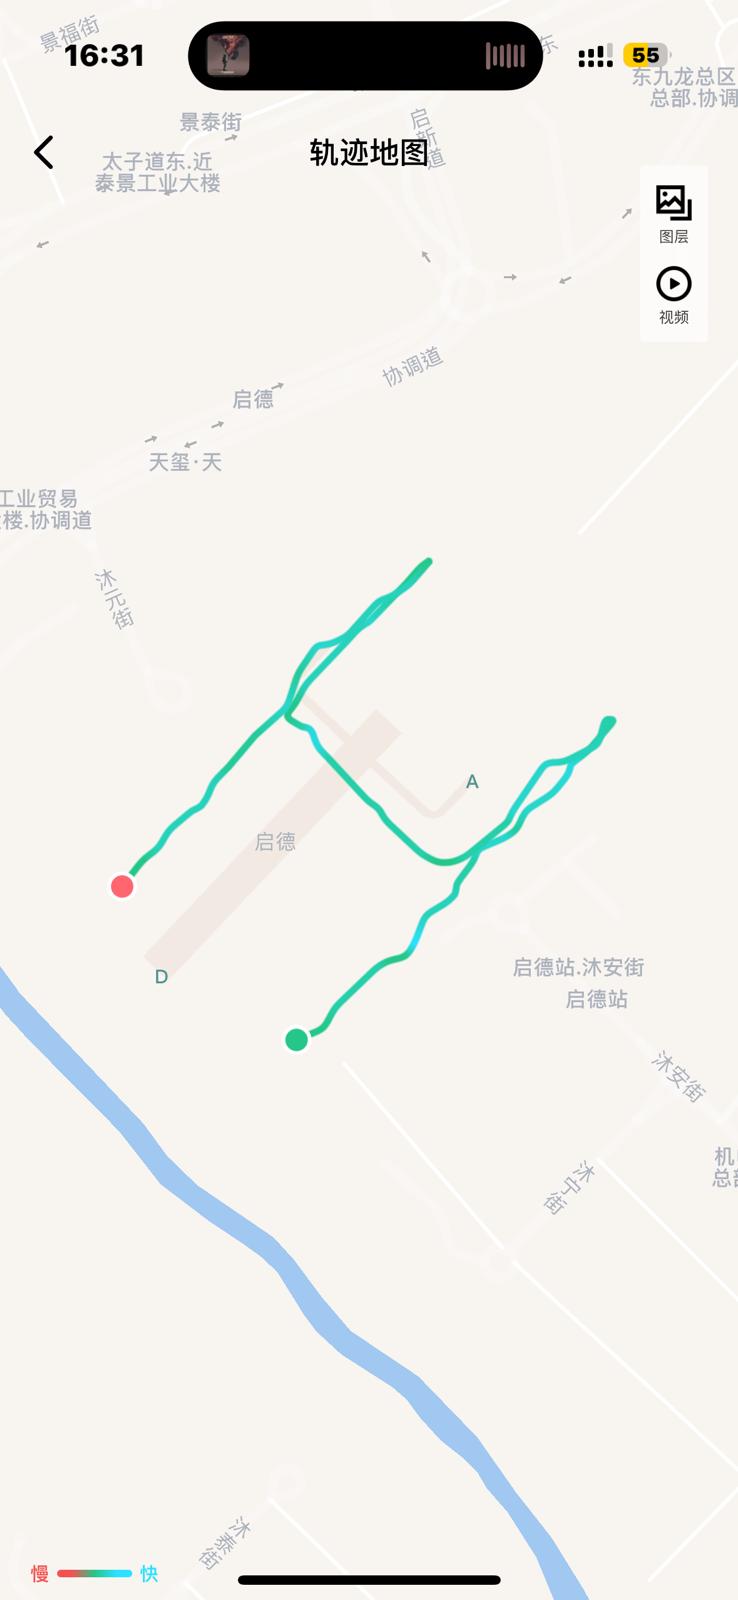 景福街
16:31
55
东
东九龙总区
总部.协调
景泰街
启新道
轨迹地图
太子道东.近
泰景工业大楼
图层
视频
协调道
启德
天玺·天
工业贸易
楼.协调道
沐元街
A
启德
D
启德站.沐安街
启德站
沐安街
沐宁街
沐泰街
慢
快